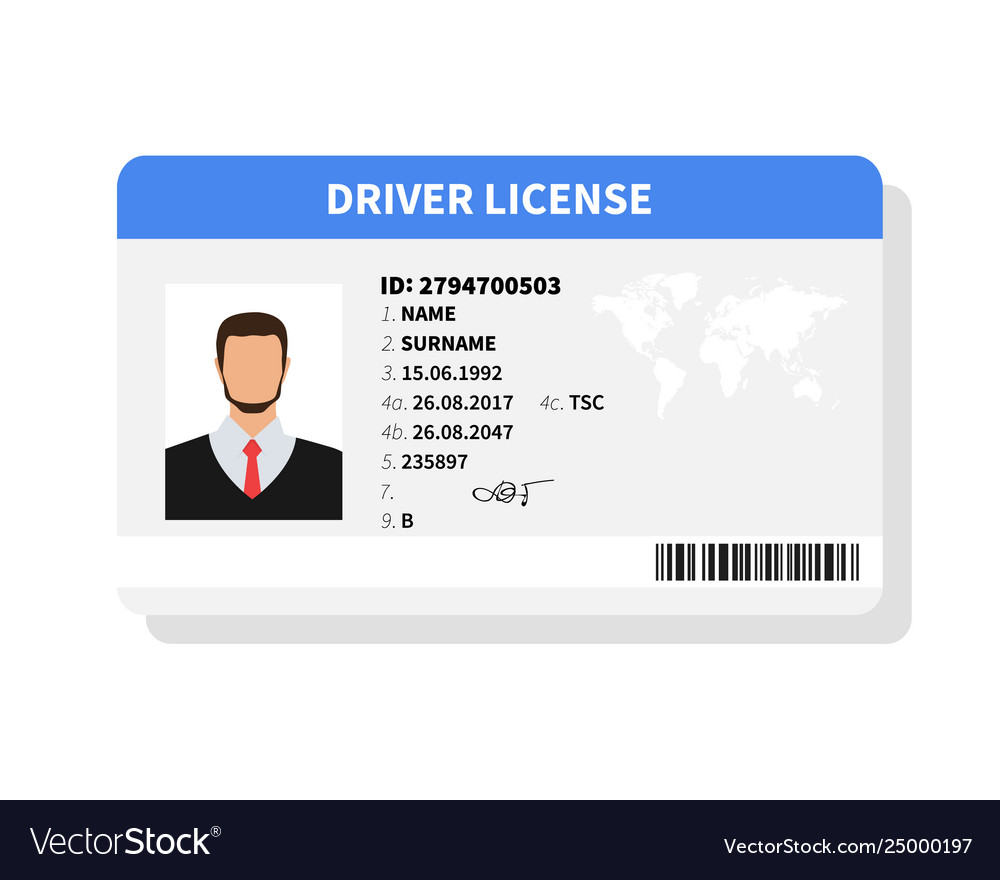 DRIVER LICENSE
ID: 2794700503
1. NAME
2. SURNAME
3. 15.06.1992
4a. 26.08.2017 4c. TSC
4b. 26.08.2047
5. 235897
7.
9. B
VectorStock®
VectorStock.com/25000197